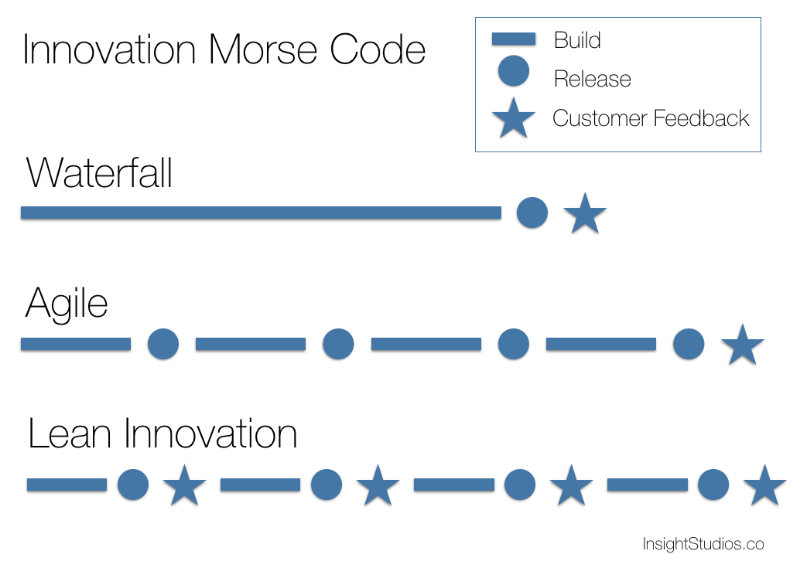 Innovation Morse Code
Build
Release
Customer Feedback
Waterfall
Agile
Lean Innovation
InsightStudios.co